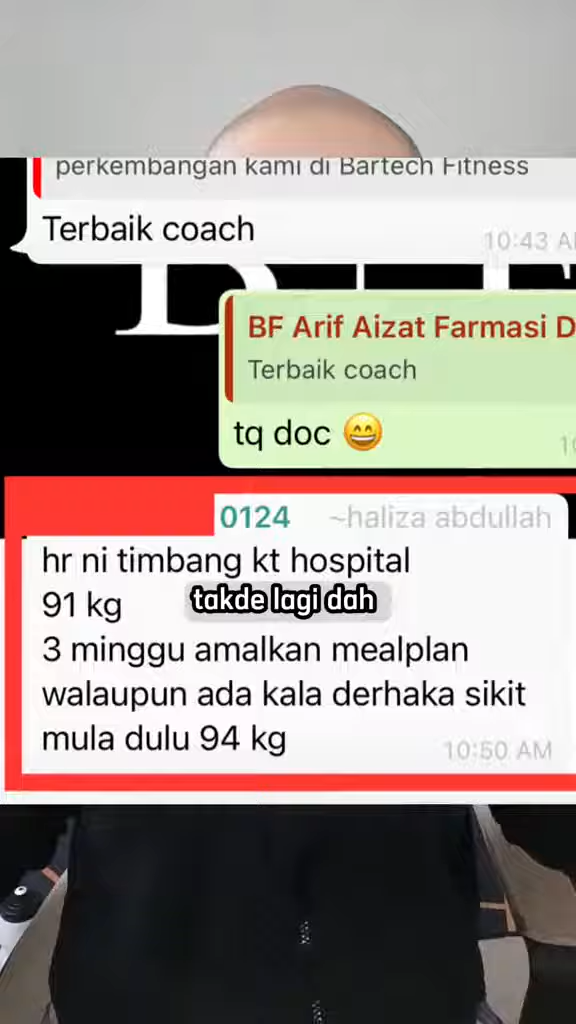 perkembangan kami di Bartech Fitness
Terbaik coach
10:43 A
BF Arif Aizat Farmasi D
Terbaik coach
tq doc 😄
0124 ~haliza abdullah
hr ni timbang kt hospital
91 kg
takde lagi dah
3 minggu amalkan mealplan
walaupun ada kala derhaka sikit
mula dulu 94 kg
10:50 AM